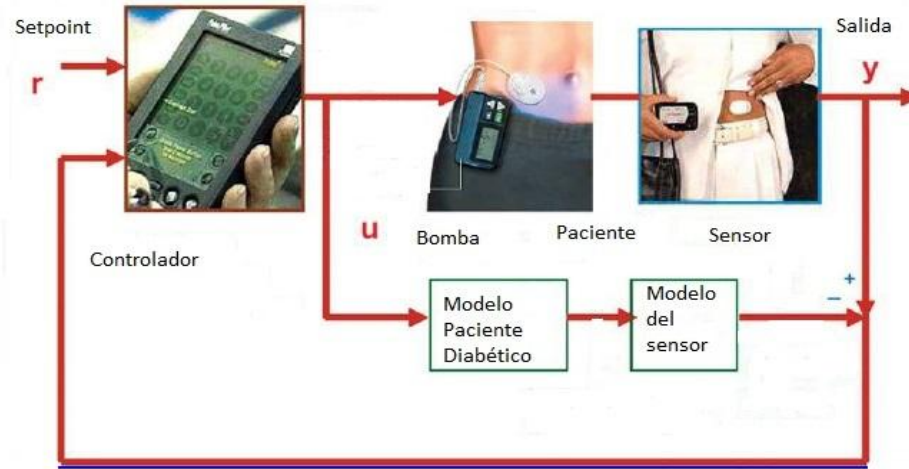 Setpoint
Salida
r
y
u
Bomba
Paciente
Sensor
Controlador
+
−
Modelo
Paciente
Diabético
Modelo
del
sensor